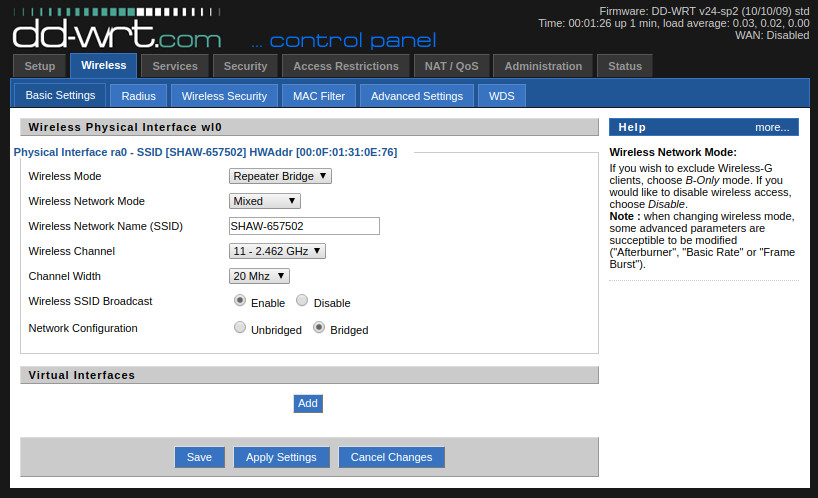 Firmware: DD-WRT v24-sp2 (10/10/09) std
Time: 00:01:26 up 1 min, load average: 0.03, 0.02, 0.00
WAN: Disabled
dd-wrt.com ... control panel
Setup Wireless Services Security Access Restrictions NAT / QoS Administration Status
Basic Settings Radius Wireless Security MAC Filter Advanced Settings WDS
Wireless Physical Interface wl0
Physical Interface ra0 - SSID [SHAW-657502] HWAddr [00:0F:01:31:0E:76]
Wireless Mode Repeater Bridge
Wireless Network Mode Mixed
Wireless Network Name (SSID) SHAW-657502
Wireless Channel 11 - 2.462 GHz
Channel Width 20 Mhz
Wireless SSID Broadcast Enable Disable
Network Configuration Unbridged Bridged
Virtual Interfaces
Add
Save Apply Settings Cancel Changes
Help more...
Wireless Network Mode:
If you wish to exclude Wireless-G
clients, choose B-Only mode. If you
would like to disable wireless access,
choose Disable.
Note : when changing wireless mode,
some advanced parameters are
succeptible to be modified
("Afterburner", "Basic Rate" or "Frame
Burst").